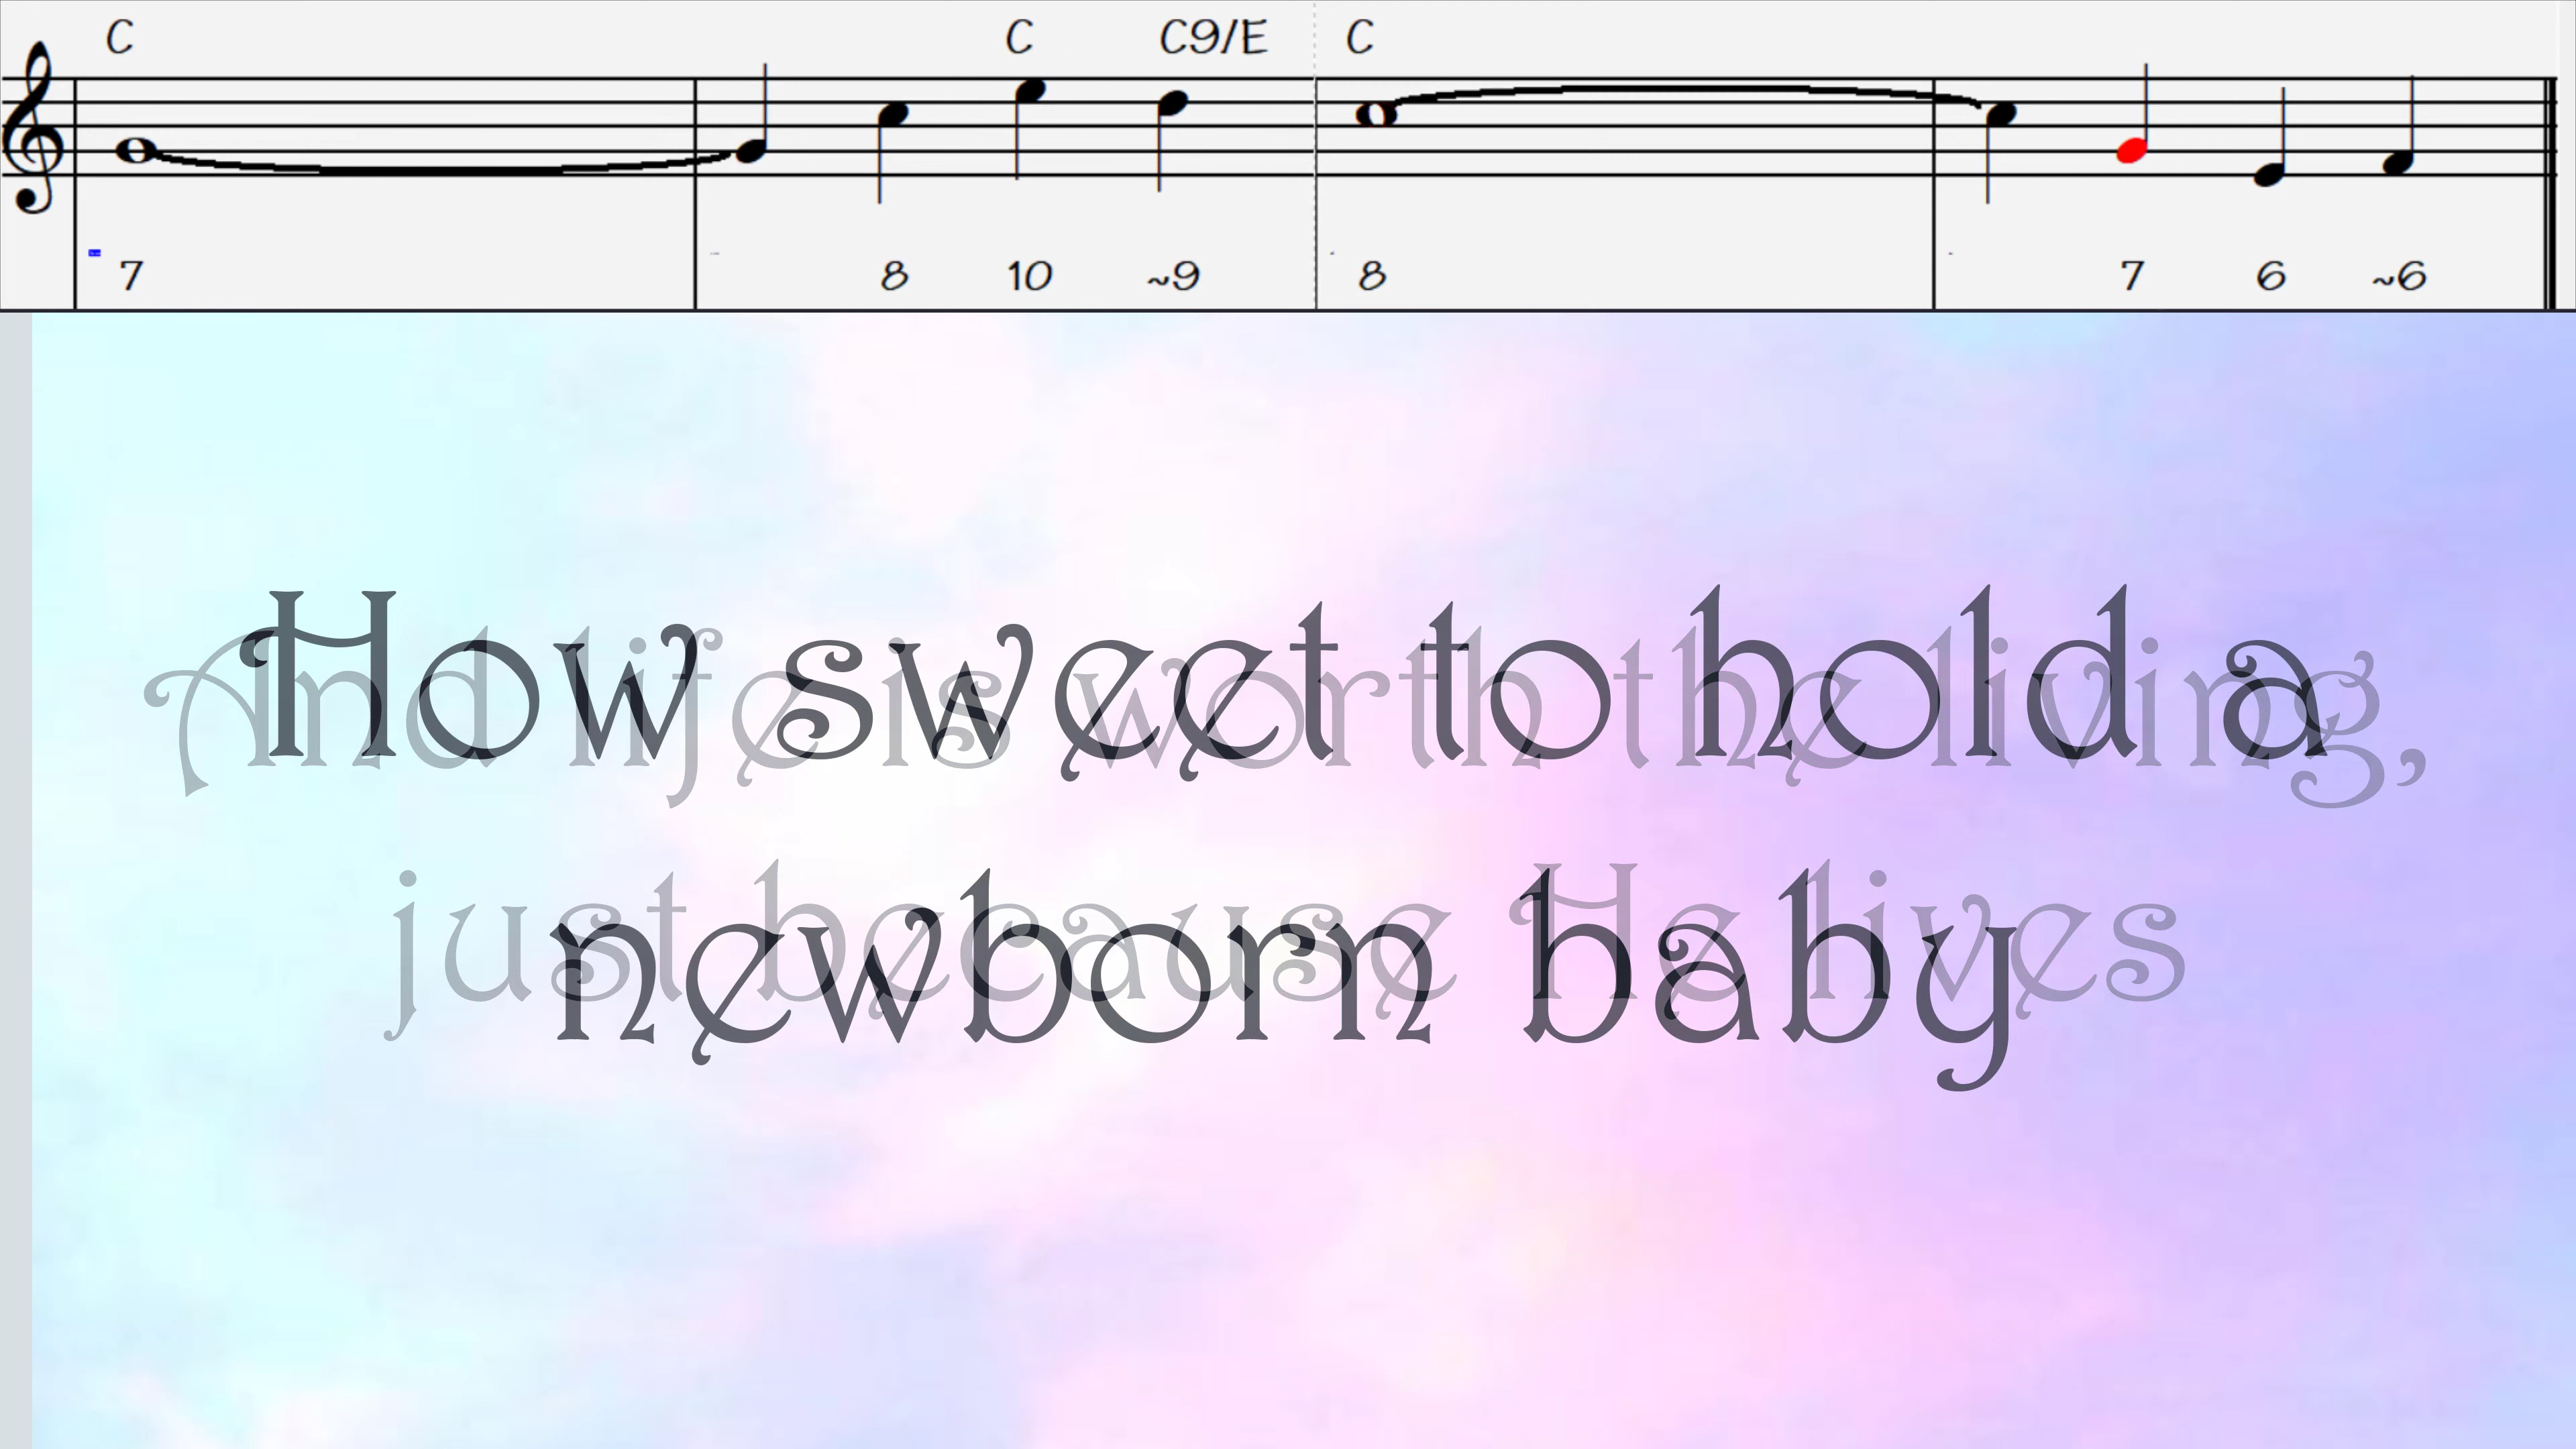 C C C9/E C
7 8 10 ~9 8 7 6 ~6
And life is worth the living,
just because He lives
How sweet to hold a
newborn baby